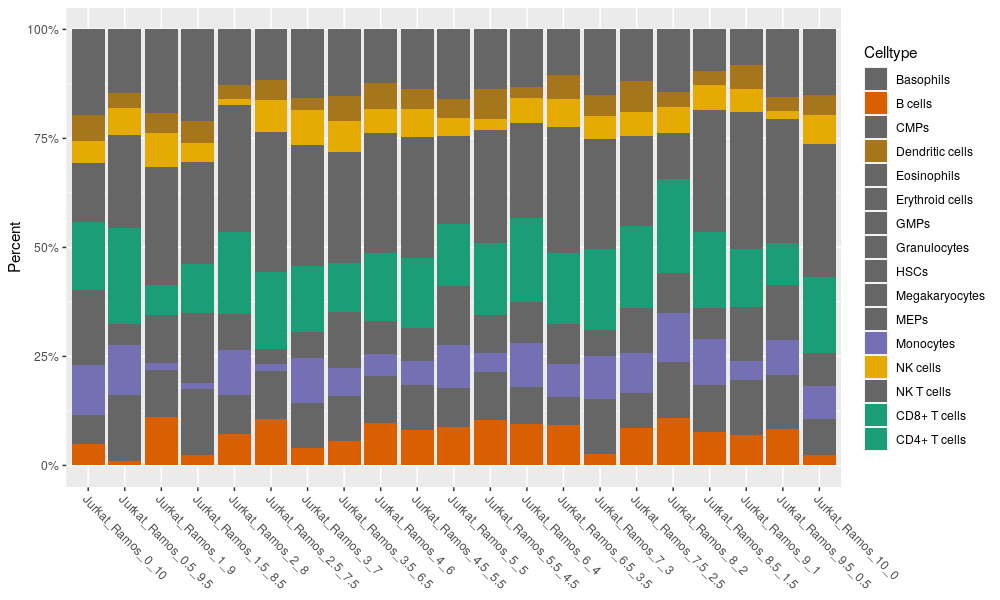 100%
75%
50%
25%
0%
Percent
Jurkat_Ramos_0_10
Jurkat_Ramos_0.5_9.5
Jurkat_Ramos_1_9
Jurkat_Ramos_1.5_8.5
Jurkat_Ramos_2_8
Jurkat_Ramos_2.5_7.5
Jurkat_Ramos_3_7
Jurkat_Ramos_3.5_6.5
Jurkat_Ramos_4_6
Jurkat_Ramos_4.5_5.5
Jurkat_Ramos_5_5
Jurkat_Ramos_5.5_4.5
Jurkat_Ramos_6_4
Jurkat_Ramos_6.5_3.5
Jurkat_Ramos_7_3
Jurkat_Ramos_7.5_2.5
Jurkat_Ramos_8_2
Jurkat_Ramos_8.5_1.5
Jurkat_Ramos_9_1
Jurkat_Ramos_9.5_0.5
Jurkat_Ramos_10_0
Celltype
Basophils
B cells
CMPs
Dendritic cells
Eosinophils
Erythroid cells
GMPs
Granulocytes
HSCs
Megakaryocytes
MEPs
Monocytes
NK cells
NK T cells
CD8+ T cells
CD4+ T cells